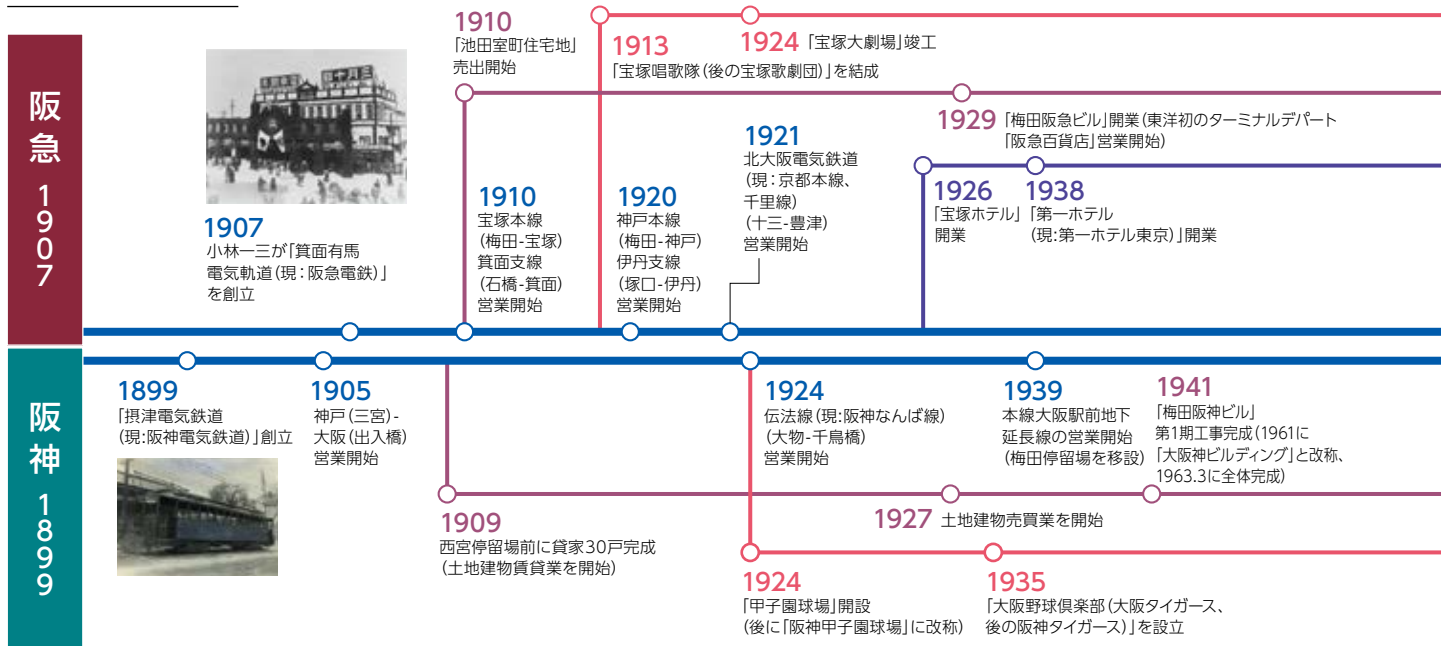 阪急 1907
1907
小林一三が「箕面有馬
電気軌道(現:阪急電鉄)」
を創立
1910
「池田室町住宅地」
売出開始
1910
宝塚本線
(梅田-宝塚)
箕面支線
(石橋-箕面)
営業開始
1913
「宝塚唱歌隊(後の宝塚歌劇団)」を結成
1924 「宝塚大劇場」竣工
1920
神戸本線
(梅田-神戸)
伊丹支線
(塚口-伊丹)
営業開始
1921
北大阪電気鉄道
(現:京都本線、
千里線)
(十三-豊津)
営業開始
1929 「梅田阪急ビル」開業(東洋初のターミナルデパート
「阪急百貨店」営業開始)
1926
「宝塚ホテル」
開業
1938
「第一ホテル
(現:第一ホテル東京)」開業
阪神 1899
1899
「摂津電気鉄道
(現:阪神電気鉄道)」創立
1905
神戸(三宮)-
大阪(出入橋)
営業開始
1909
西宮停留場前に貸家30戸完成
(土地建物賃貸業を開始)
1924
伝法線(現:阪神なんば線)
(大物-千鳥橋)
営業開始
1939
本線大阪駅前地下
延長線の営業開始
(梅田停留場を移設)
1941
「梅田阪神ビル」
第1期工事完成(1961に
「大阪神ビルディング」と改称、
1963.3に全体完成)
1927 土地建物売買業を開始
1924
「甲子園球場」開設
(後に「阪神甲子園球場」に改称)
1935
「大阪野球倶楽部(大阪タイガース、
後の阪神タイガース)」を設立